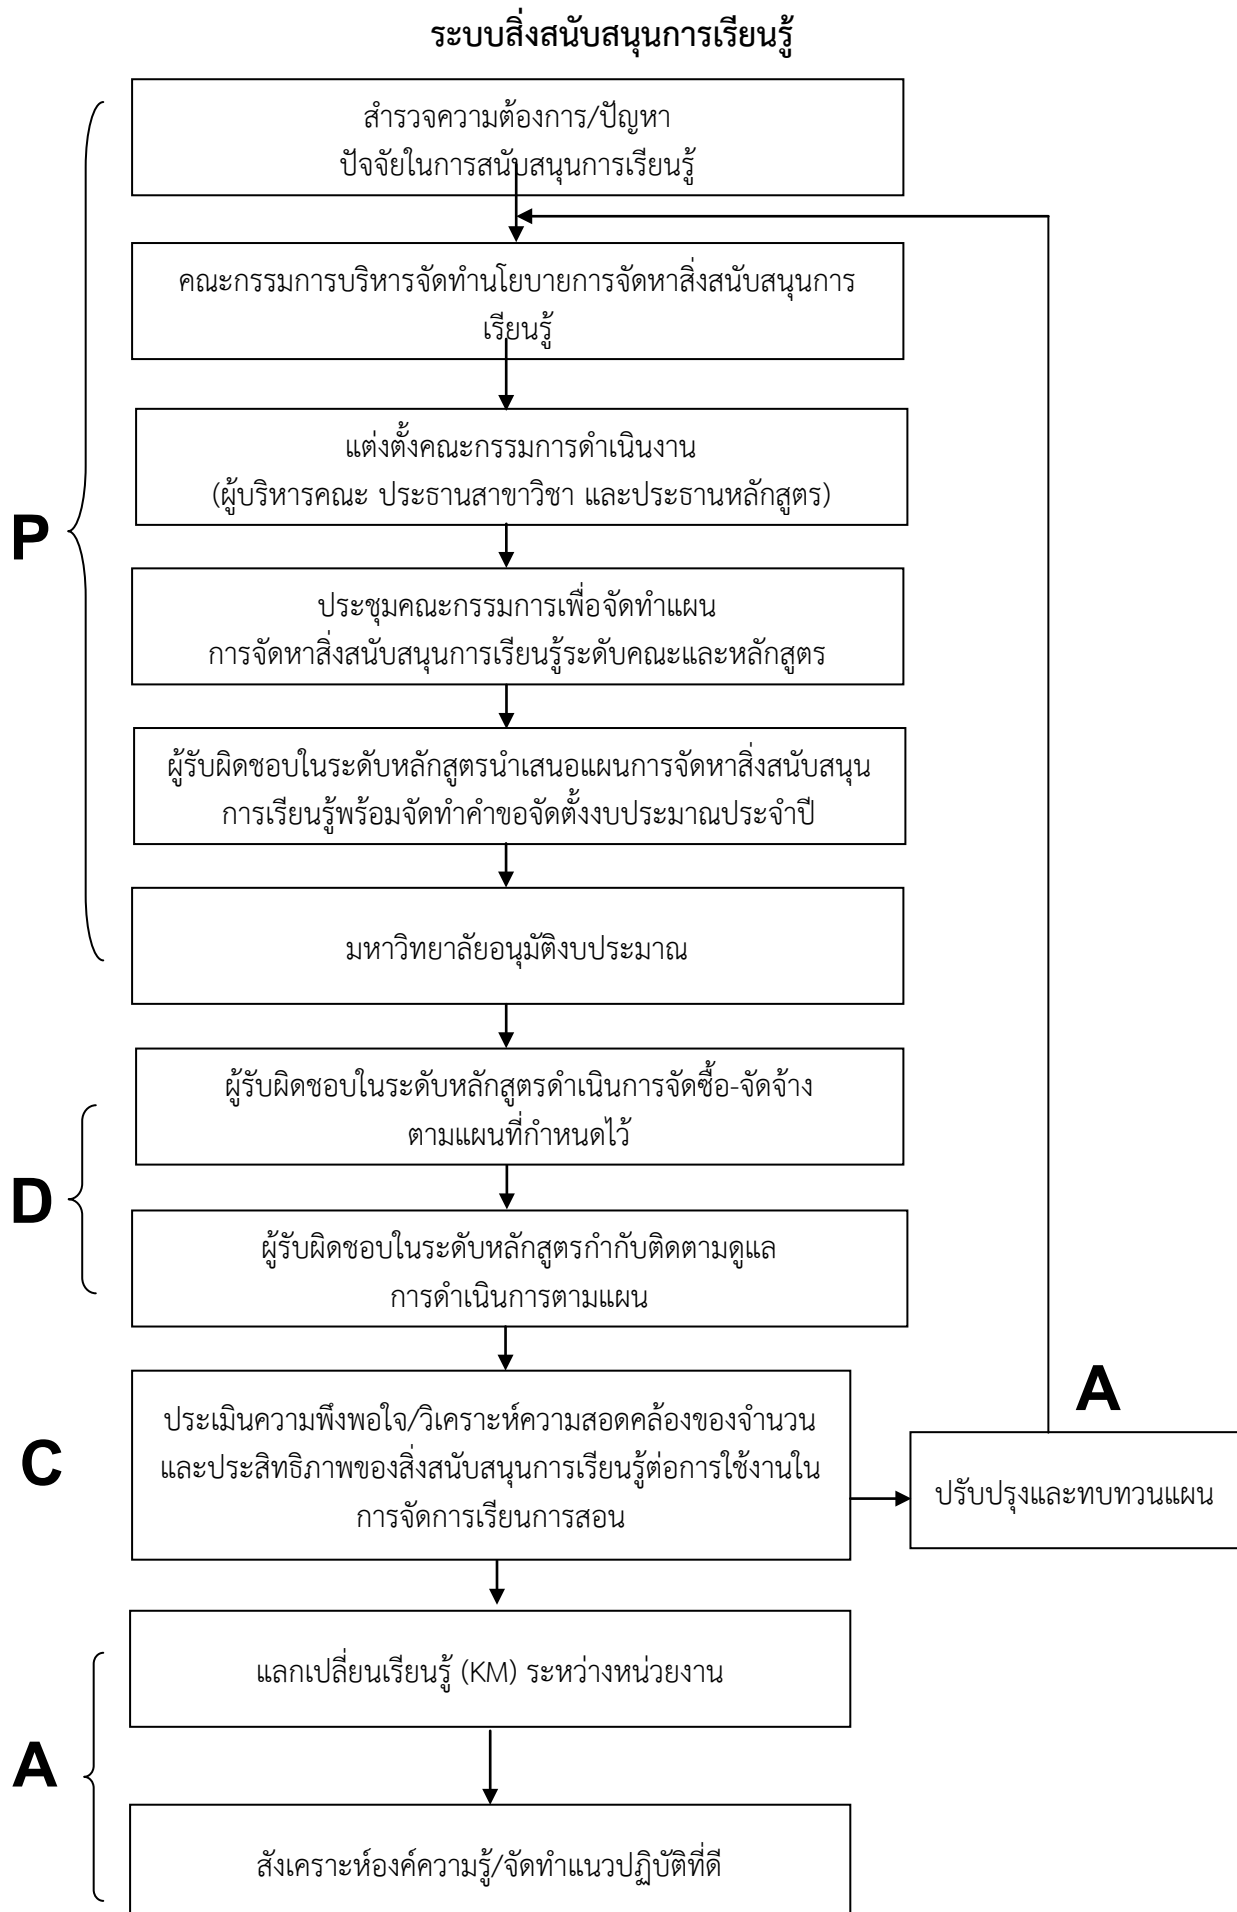 ระบบสิ่งสนับสนุนการเรียนรู้
สำรวจความต้องการ/ปัญหา
ปัจจัยในการสนับสนุนการเรียนรู้
คณะกรรมการบริหารจัดทำนโยบายการจัดหาสิ่งสนับสนุนการ
เรียนรู้
แต่งตั้งคณะกรรมการดำเนินงาน
(ผู้บริหารคณะ ประธานสาขาวิชา และประธานหลักสูตร)
P
ประชุมคณะกรรมการเพื่อจัดทำแผน
การจัดหาสิ่งสนับสนุนการเรียนรู้ระดับคณะและหลักสูตร
ผู้รับผิดชอบในระดับหลักสูตรนำเสนอแผนการจัดหาสิ่งสนับสนุน
การเรียนรู้พร้อมจัดทำคำขอจัดตั้งงบประมาณประจำปี
มหาวิทยาลัยอนุมัติงบประมาณ
ผู้รับผิดชอบในระดับหลักสูตรดำเนินการจัดซื้อ-จัดจ้าง
ตามแผนที่กำหนดไว้
D
ผู้รับผิดชอบในระดับหลักสูตรกำกับติดตามดูแล
การดำเนินการตามแผน
A
ประเมินความพึงพอใจ/วิเคราะห์ความสอดคล้องของจำนวน
และประสิทธิภาพของสิ่งสนับสนุนการเรียนรู้ต่อการใช้งานใน
การจัดการเรียนการสอน
C
ปรับปรุงและทบทวนแผน
แลกเปลี่ยนเรียนรู้ (KM) ระหว่างหน่วยงาน
A
สังเคราะห์องค์ความรู้/จัดทำแนวปฏิบัติที่ดี